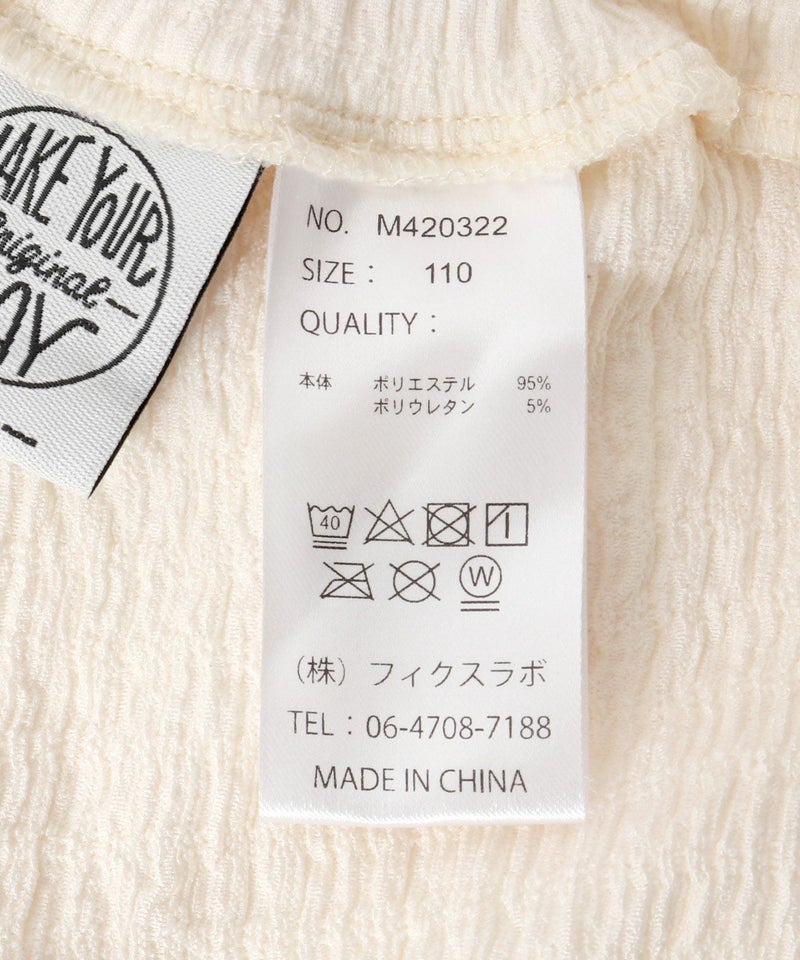 YOUR
Original
NO. M420322
SIZE : 110
QUALITY :
本体 ポリエステル 95%
ポリウレタン 5%
40
W
(株) フィクスラボ
TEL : 06-4708-7188
MADE IN CHINA